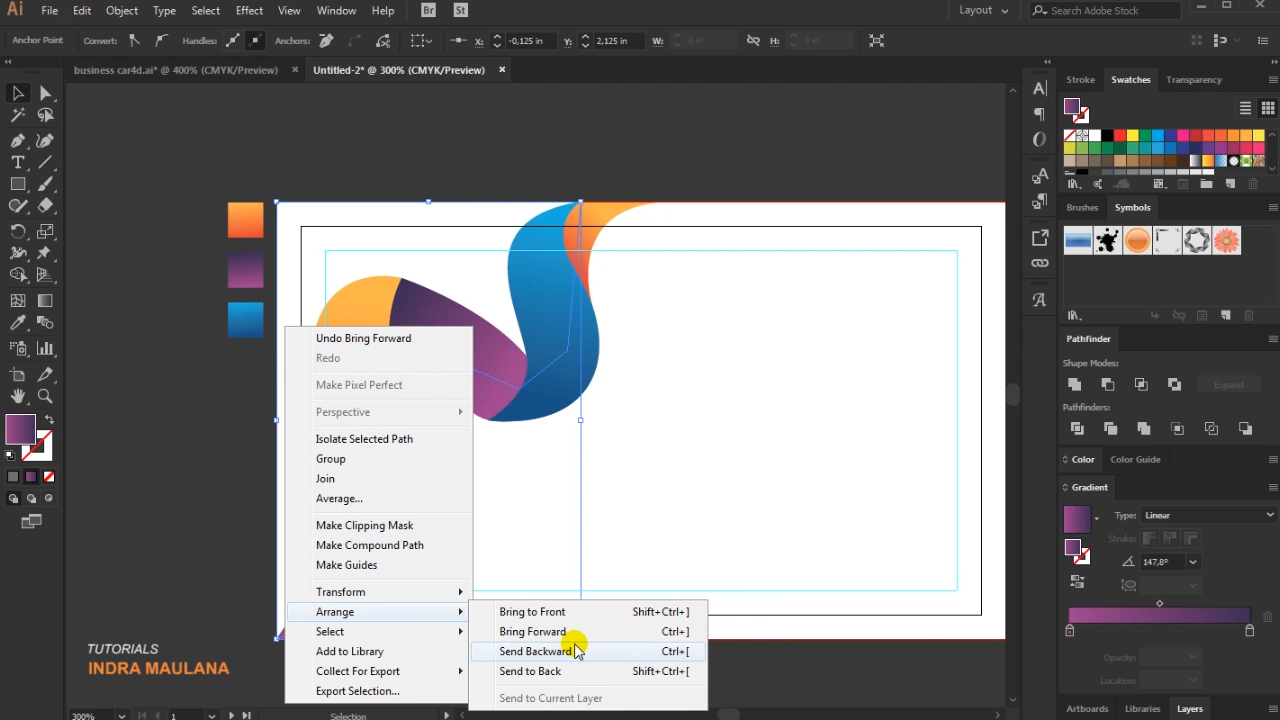 Ai File Edit Object Type Select Effect View Window Help Br St Layout Search Adobe Stock
Anchor Point Convert: Handles: Anchors: X: -0,125 in Y: 2,125 in W: 0 in H: 0 in
business car4d.ai* @ 400% (CMYK/Preview) Untitled-2* @ 300% (CMYK/Preview)
Stroke Swatches Transparency
Brushes Symbols
Undo Bring Forward
Redo
Make Pixel Perfect
Perspective
Isolate Selected Path
Group
Join
Average...
Make Clipping Mask
Make Compound Path
Make Guides
Transform
Arrange
Select
Add to Library
Collect For Export
Export Selection...
Bring to Front Shift+Ctrl+]
Bring Forward Ctrl+]
Send Backward Ctrl+[
Send to Back Shift+Ctrl+[
Send to Current Layer
Pathfinder
Shape Modes:
Expand
Pathfinders:
Color Color Guide
Gradient
Type: Linear
Stroke:
147,8°
Opacity:
Location:
Artboards Libraries Layers
TUTORIALS
INDRA MAULANA
300% 1 Selection